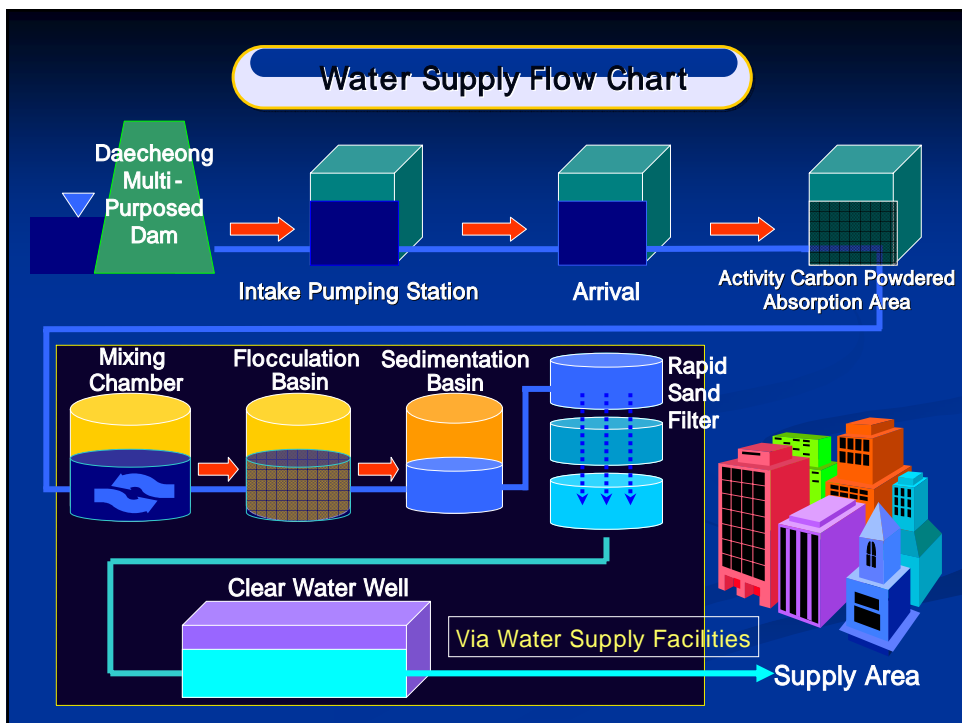 Water Supply Flow Chart
Daecheong
Multi-
Purposed
Dam
Intake Pumping Station
Arrival
Activity Carbon Powdered
Absorption Area
Mixing
Chamber
Flocculation
Basin
Sedimentation
Basin
Rapid
Sand
Filter
Clear Water Well
Via Water Supply Facilities
Supply Area